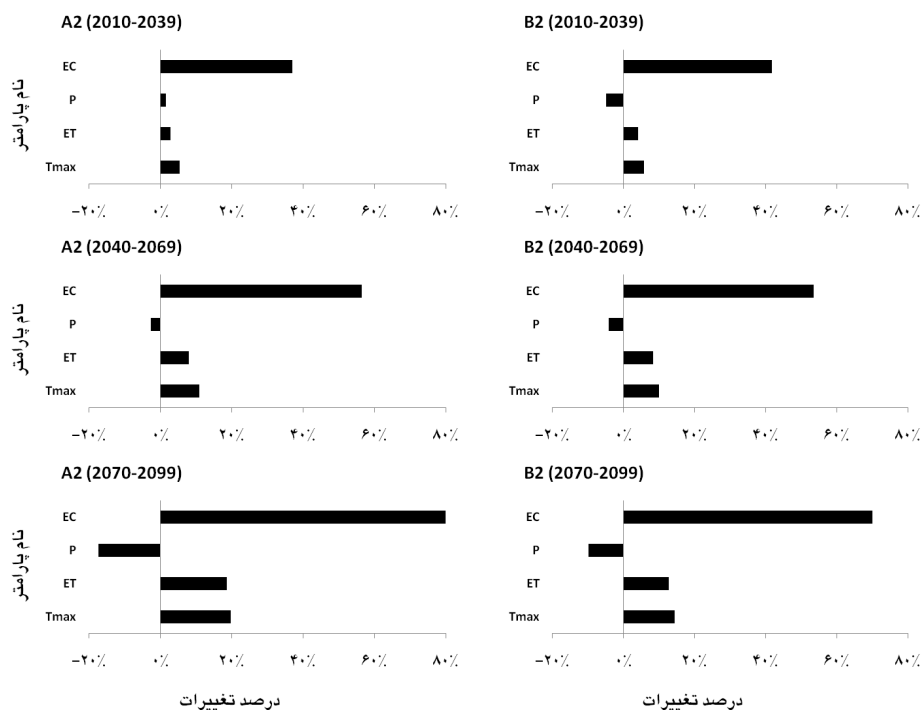 A2 (2010-2039)
B2 (2010-2039)
نام پارامتر
EC
P
ET
Tmax
EC
P
ET
Tmax
−۲۰٪ ۰٪ ۲۰٪ ۴۰٪ ۶۰٪ ۸۰٪
−۲۰٪ ۰٪ ۲۰٪ ۴۰٪ ۶۰٪ ۸۰٪
A2 (2040-2069)
B2 (2040-2069)
نام پارامتر
EC
P
ET
Tmax
EC
P
ET
Tmax
−۲۰٪ ۰٪ ۲۰٪ ۴۰٪ ۶۰٪ ۸۰٪
−۲۰٪ ۰٪ ۲۰٪ ۴۰٪ ۶۰٪ ۸۰٪
A2 (2070-2099)
B2 (2070-2099)
نام پارامتر
EC
P
ET
Tmax
EC
P
ET
Tmax
−۲۰٪ ۰٪ ۲۰٪ ۴۰٪ ۶۰٪ ۸۰٪
−۲۰٪ ۰٪ ۲۰٪ ۴۰٪ ۶۰٪ ۸۰٪
درصد تغییرات
درصد تغییرات